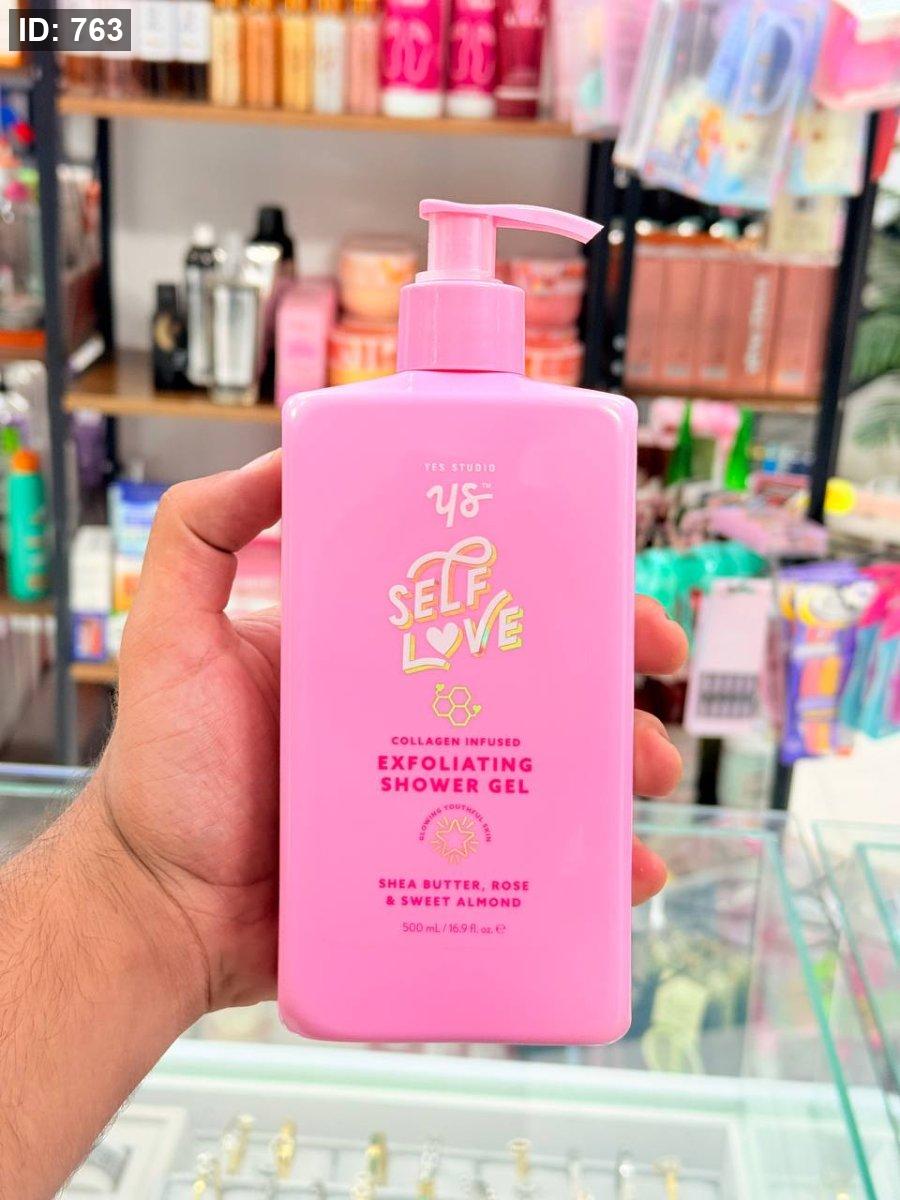 ID: 763
YES STUDIO
ys™
SELF
LOVE
COLLAGEN INFUSED
EXFOLIATING
SHOWER GEL
GLOWING YOUTHFUL SKIN
SHEA BUTTER, ROSE
& SWEET ALMOND
500 mL / 16.9 fl. oz. ℮